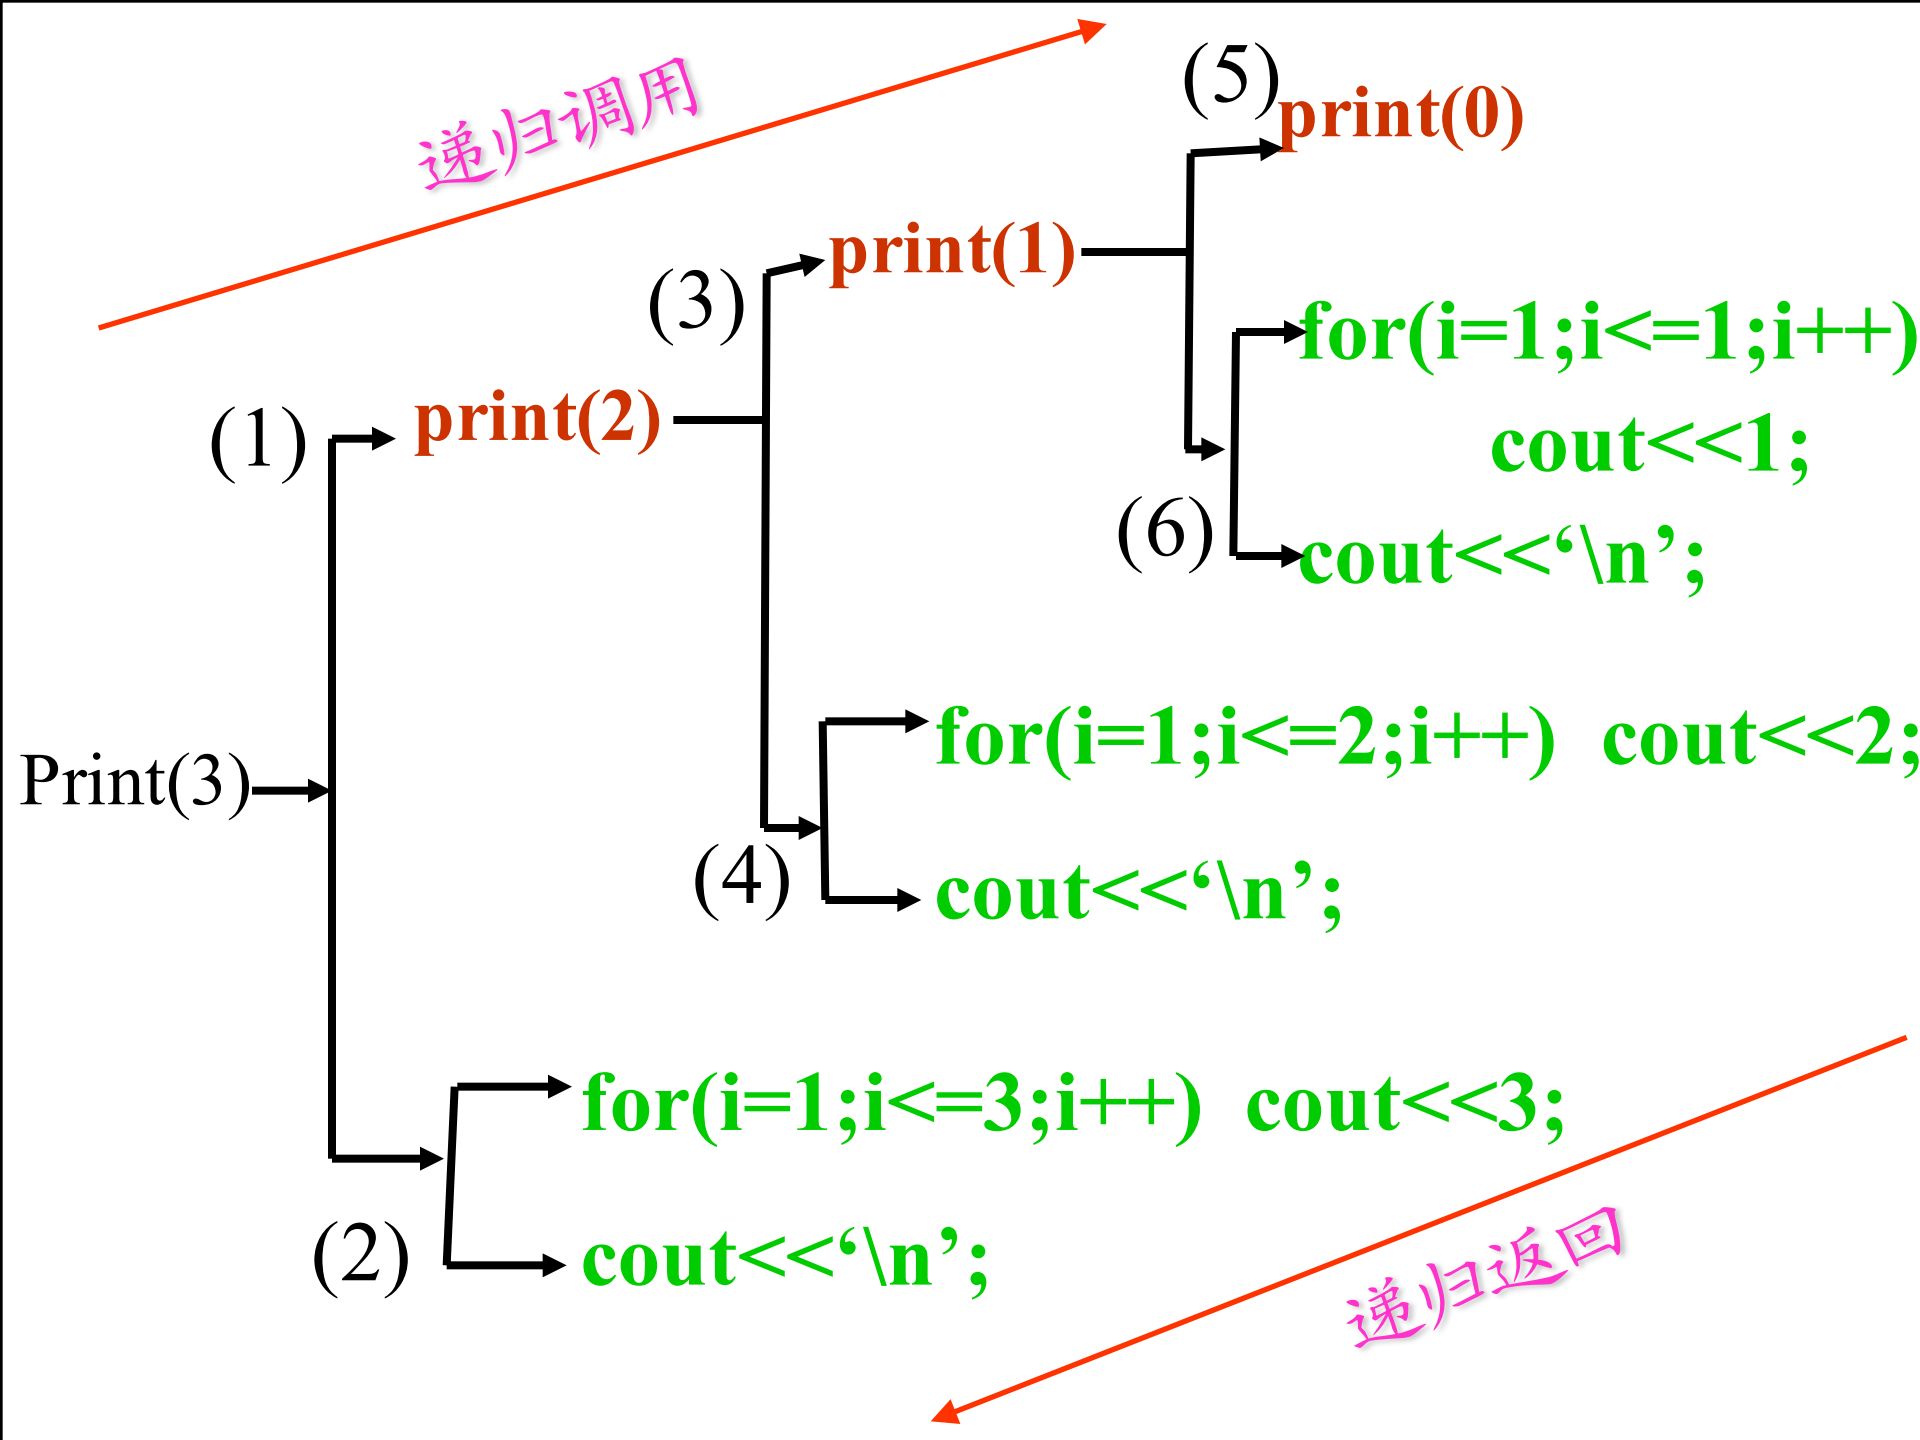 递归调用
(5)
print(0)
print(1)
(3)
for(i=1;i<=1;i++)
(1)
print(2)
cout<<1;
(6)
cout<<‘\n’;
for(i=1;i<=2;i++) cout<<2;
Print(3)
(4)
cout<<‘\n’;
for(i=1;i<=3;i++) cout<<3;
(2)
cout<<‘\n’;
递归返回